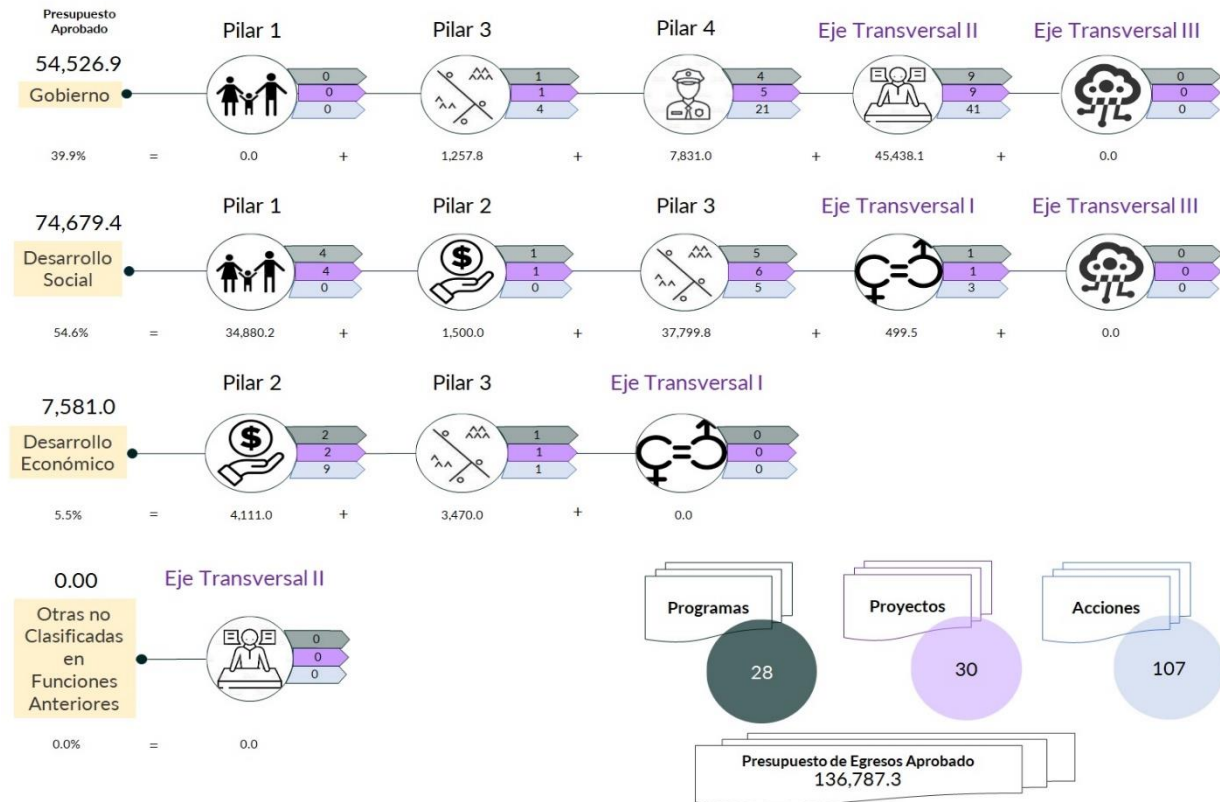 Presupuesto
Aprobado
54,526.9
Gobierno
39.9%
=
Pilar 1
0
0
0
0.0
+
Pilar 3
1
1
4
1,257.8
+
Pilar 4
4
5
21
7,831.0
+
Eje Transversal II
9
9
41
45,438.1
+
Eje Transversal III
0
0
0
0.0
74,679.4
Desarrollo
Social
54.6%
=
Pilar 1
4
4
0
34,880.2
+
Pilar 2
$
1
1
0
1,500.0
+
Pilar 3
5
6
5
37,799.8
+
Eje Transversal I
1
1
3
499.5
+
Eje Transversal III
0
0
0
0.0
7,581.0
Desarrollo
Económico
5.5%
=
Pilar 2
$
2
2
9
4,111.0
+
Pilar 3
1
1
1
3,470.0
+
Eje Transversal I
0
0
0
0.0
0.00
Otras no
Clasificadas
en
Funciones
Anteriores
0.0%
=
Eje Transversal II
0
0
0
0.0
Programas
28
Proyectos
30
Acciones
107
Presupuesto de Egresos Aprobado
136,787.3